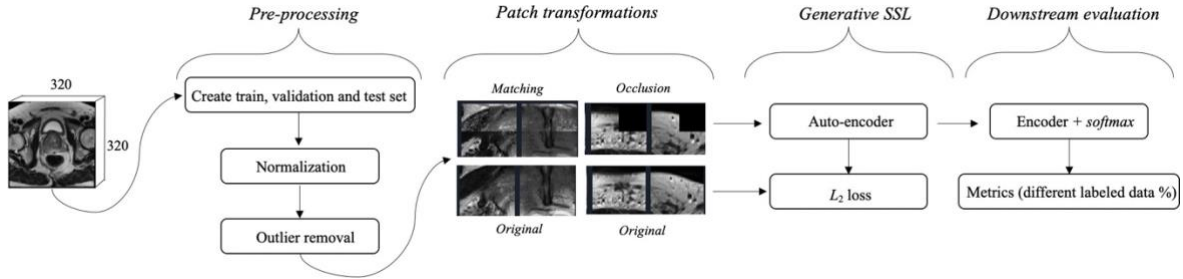 Pre-processing
Patch transformations
Generative SSL
Downstream evaluation
320
320
Create train, validation and test set
Normalization
Outlier removal
Matching
Occlusion
Original
Original
Auto-encoder
L₂ loss
Encoder + softmax
Metrics (different labeled data %)